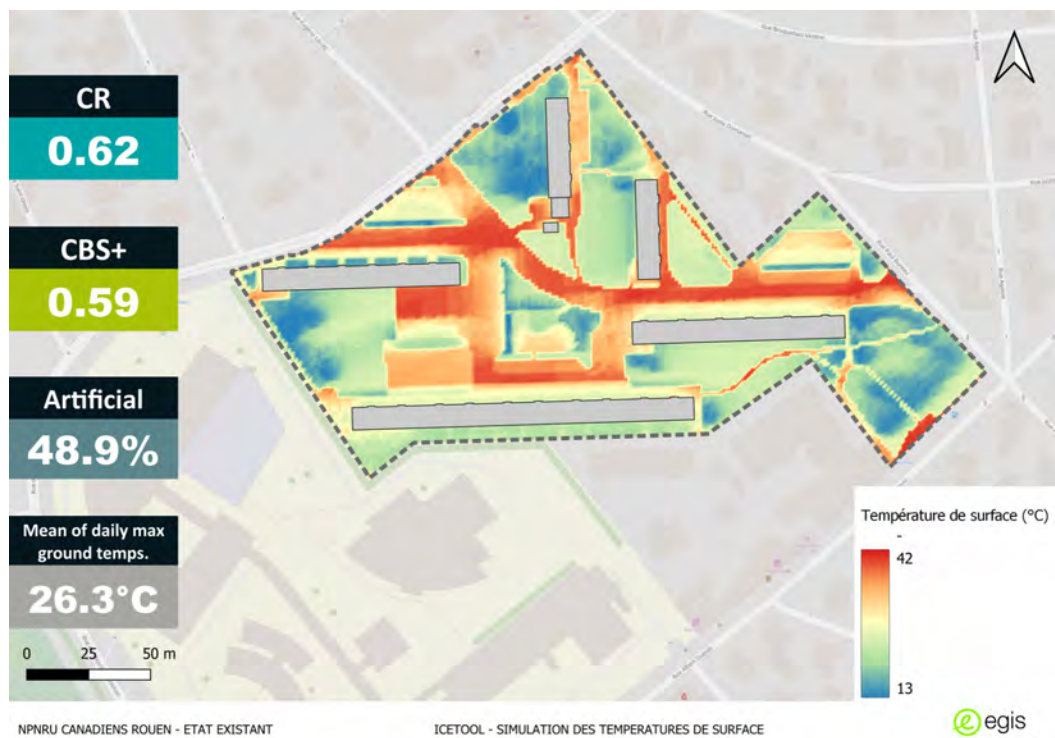 CR
0.62
CBS+
0.59
Artificial
48.9%
Mean of daily max
ground temps.
26.3°C
0 25 50 m
Température de surface (°C)
-
42
13
NPNRU CANADIENS ROUEN - ETAT EXISTANT
ICETOOL - SIMULATION DES TEMPERATURES DE SURFACE
egis